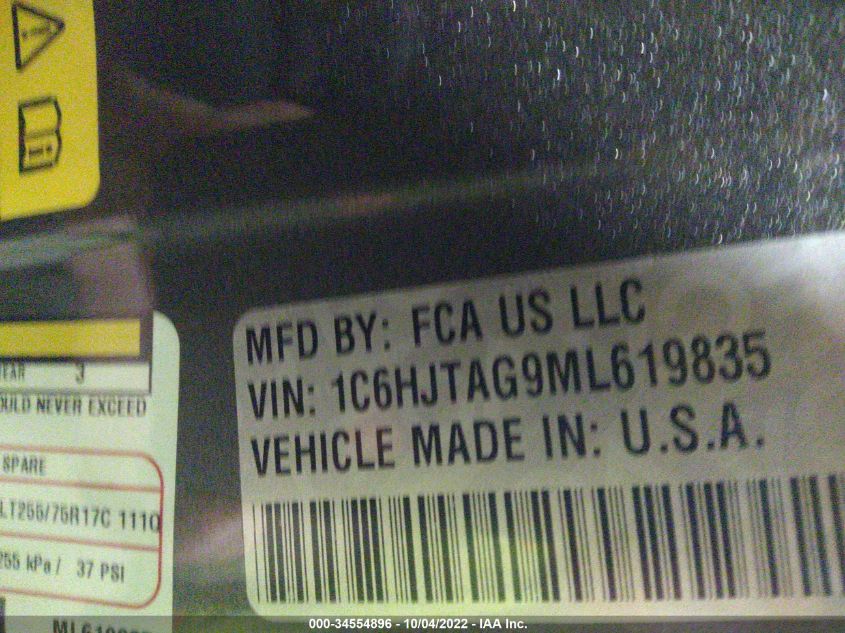 MFD BY: FCA US LLC
VIN: 1C6HJTAG9ML619835
VEHICLE MADE IN: U.S.A.
REAR 3
OULD NEVER EXCEED
SPARE
LT255/75R17C 111Q
255 kPa / 37 PSI
000-34554896 - 10/04/2022 - IAA Inc.